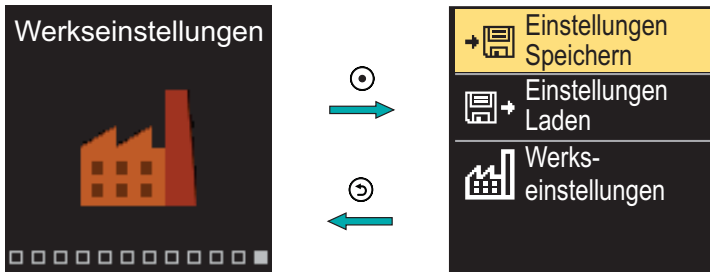 Werkseinstellungen
Einstellungen
Speichern
Einstellungen
Laden
Werks-
einstellungen